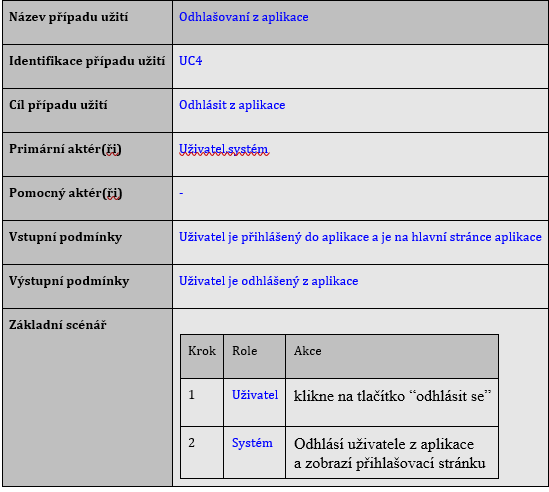 Název případu užití Odhlašovaní z aplikace
Identifikace případu užití UC4
Cíl případu užití Odhlásit z aplikace
Primární aktér(ři) Uživatel,systém
Pomocný aktér(ři) -
Vstupní podmínky Uživatel je přihlášený do aplikace a je na hlavní stránce aplikace
Výstupní podmínky Uživatel je odhlášený z aplikace
Základní scénář
Krok Role Akce
1 Uživatel klikne na tlačítko “odhlásit se”
2 Systém Odhlásí uživatele z aplikace
a zobrazí přihlašovací stránku